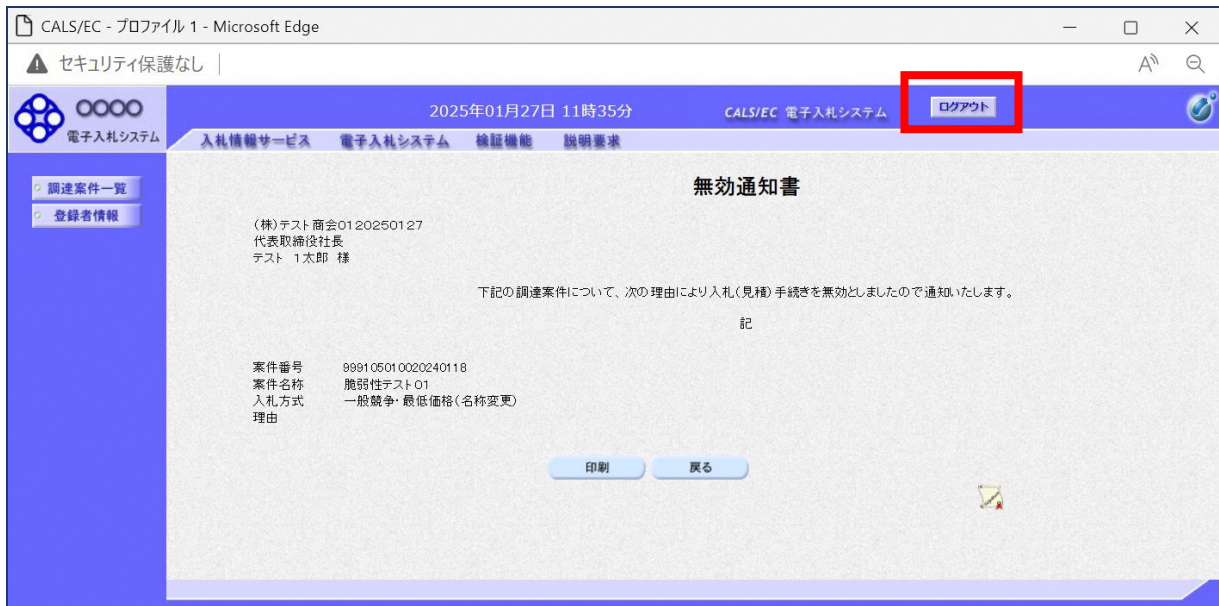 CALS/EC - プロファイル 1 - Microsoft Edge
セキュリティ保護なし
〇〇〇〇
電子入札システム
2025年01月27日 11時35分
CALS/EC 電子入札システム
ログアウト
入札情報サービス 電子入札システム 検証機能 説明要求
調達案件一覧
登録者情報
無効通知書
(株)テスト商会0120250127
代表取締役社長
テスト 1太郎 様
下記の調達案件について、次の理由により入札(見積)手続きを無効としましたので通知いたします。
記
案件番号 999105010020240118
案件名称 脆弱性テスト01
入札方式 一般競争・最低価格(名称変更)
理由
印刷 戻る